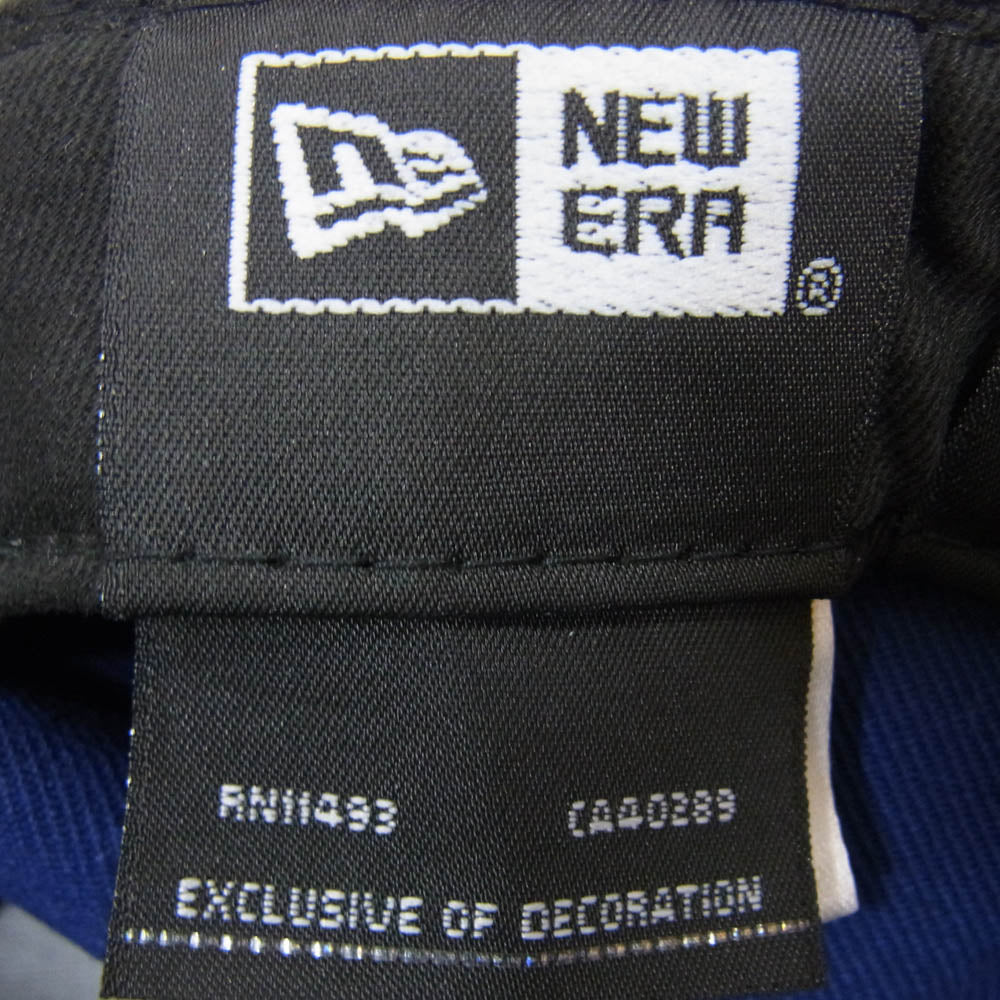 NEW
ERA®
RN11493 CA40289
EXCLUSIVE OF DECORATION